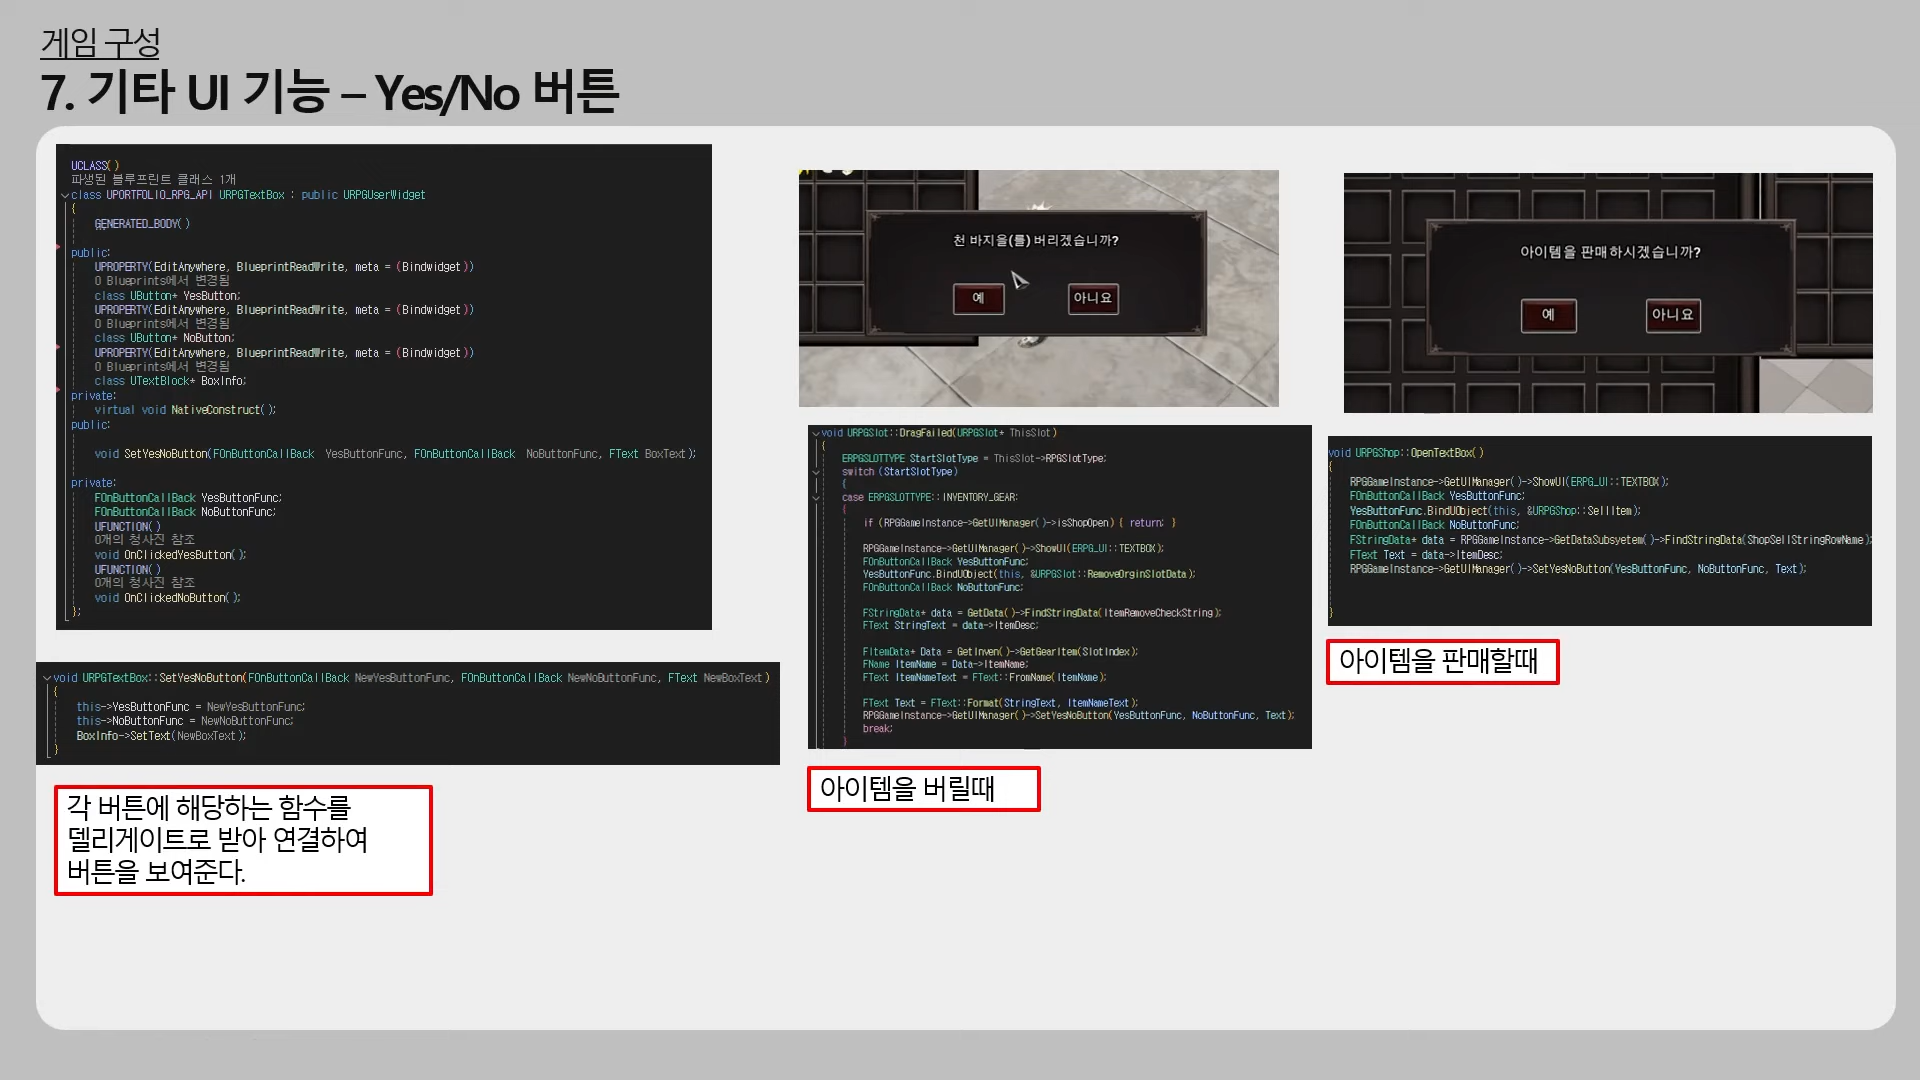 게임 구성
7. 기타 UI 기능 – Yes/No 버튼
UCLASS()
파생된 블루프린트 클래스 1개
class UPORTFOLIO_RPG_API URPGTextBox : public URPGUserWidget
{
GENERATED_BODY()
public:
UPROPERTY(EditAnywhere, BlueprintReadWrite, meta = (Bindwidget))
0 Blueprints에서 변경됨
class UButton* YesButton;
UPROPERTY(EditAnywhere, BlueprintReadWrite, meta = (Bindwidget))
0 Blueprints에서 변경됨
class UButton* NoButton;
UPROPERTY(EditAnywhere, BlueprintReadWrite, meta = (Bindwidget))
0 Blueprints에서 변경됨
class UTextBlock* BoxInfo;
private:
virtual void NativeConstruct();
public:
void SetYesNoButton(FOnButtonCallBack YesButtonFunc, FOnButtonCallBack NoButtonFunc, FText BoxText);
private:
FOnButtonCallBack YesButtonFunc;
FOnButtonCallBack NoButtonFunc;
UFUNCTION()
0개의 청사진 참조
void OnClickedYesButton();
UFUNCTION()
0개의 청사진 참조
void OnClickedNoButton();
};
void URPGTextBox::SetYesNoButton(FOnButtonCallBack NewYesButtonFunc, FOnButtonCallBack NewNoButtonFunc, FText NewBoxText)
{
this->YesButtonFunc = NewYesButtonFunc;
this->NoButtonFunc = NewNoButtonFunc;
BoxInfo->SetText(NewBoxText);
}
각 버튼에 해당하는 함수를
델리게이트로 받아 연결하여
버튼을 보여준다.
천 바지을(를) 버리겠습니까?
예 아니요
void URPGSlot::DragFailed(URPGSlot* ThisSlot)
{
ERPGSLOTTYPE StartSlotType = ThisSlot->RPGSlotType;
switch (StartSlotType)
{
case ERPGSLOTTYPE::INVENTORY_GEAR:
{
if (RPGGameInstance->GetUIManager()->isShopOpen) { return; }
RPGGameInstance->GetUIManager()->ShowUI(ERPG_UI::TEXTBOX);
FOnButtonCallBack YesButtonFunc;
YesButtonFunc.BindUObject(this, &URPGSlot::RemoveOrginSlotData);
FOnButtonCallBack NoButtonFunc;
FStringData* data = GetData()->FindStringData(ItemRemoveCheckString);
FText StringText = data->ItemDesc;
FItemData* Data = GetInven()->GetGearItem(SlotIndex);
FName ItemName = Data->ItemName;
FText ItemNameText = FText::FromName(ItemName);
FText Text = FText::Format(StringText, ItemNameText);
RPGGameInstance->GetUIManager()->SetYesNoButton(YesButtonFunc, NoButtonFunc, Text);
break;
}
아이템을 버릴때
아이템을 판매하시겠습니까?
예 아니요
void URPGShop::OpenTextBox()
{
RPGGameInstance->GetUIManager()->ShowUI(ERPG_UI::TEXTBOX);
FOnButtonCallBack YesButtonFunc;
YesButtonFunc.BindUObject(this, &URPGShop::SellItem);
FOnButtonCallBack NoButtonFunc;
FStringData* data = RPGGameInstance->GetDataSubsyetem()->FindStringData(ShopSellStringRowName);
FText Text = data->ItemDesc;
RPGGameInstance->GetUIManager()->SetYesNoButton(YesButtonFunc, NoButtonFunc, Text);
}
아이템을 판매할때